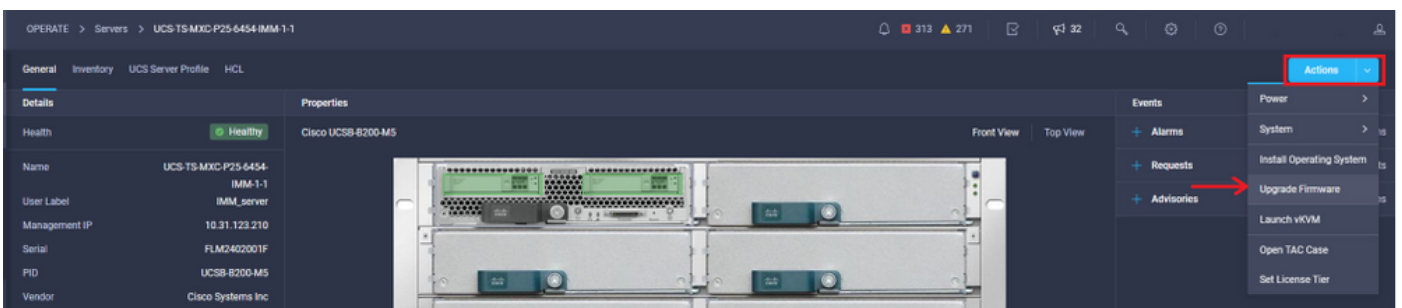 OPERATE > Servers > UCS-TS-MXC-P25-6454-IMM-1-1
313 271 32
General Inventory UCS Server Profile HCL
Actions
Details
Properties
Events
Health Healthy
Cisco UCSB-B200-M5
Front View Top View
Name UCS-TS-MXC-P25-6454-
IMM-1-1
User Label IMM_server
Management IP 10.31.123.210
Serial FLM2402001F
PID UCSB-B200-M5
Vendor Cisco Systems Inc
+ Alarms
+ Requests
+ Advisories
Power >
System >
Install Operating System
Upgrade Firmware
Launch vKVM
Open TAC Case
Set License Tier